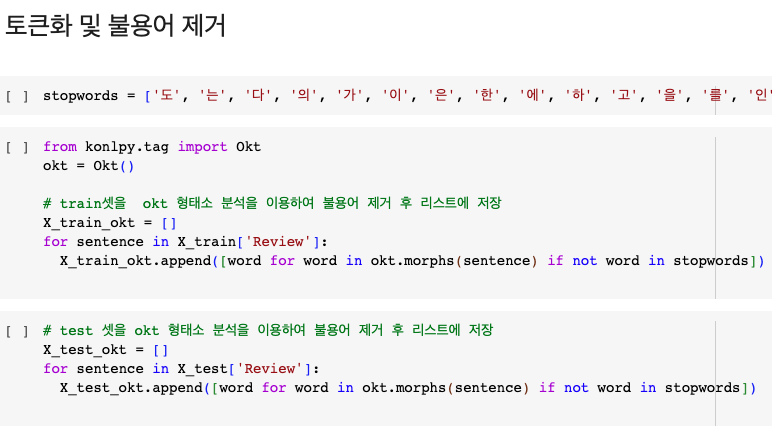 토큰화 및 불용어 제거
[ ] stopwords = ['도', '는', '다', '의', '가', '이', '은', '한', '에', '하', '고', '을', '를', '인'
[ ] from konlpy.tag import Okt
okt = Okt()
# train셋을  okt 형태소 분석을 이용하여 불용어 제거 후 리스트에 저장
X_train_okt = []
for sentence in X_train['Review']:
  X_train_okt.append([word for word in okt.morphs(sentence) if not word in stopwords])
[ ] # test 셋을 okt 형태소 분석을 이용하여 불용어 제거 후 리스트에 저장
X_test_okt = []
for sentence in X_test['Review']:
  X_test_okt.append([word for word in okt.morphs(sentence) if not word in stopwords])